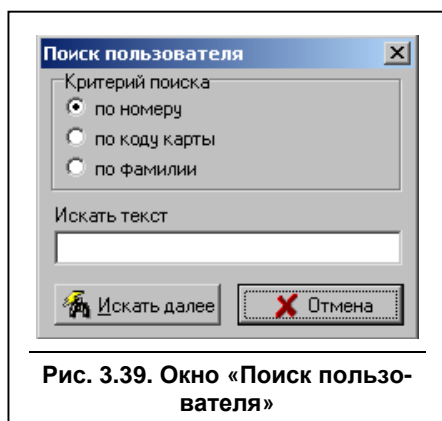 Поиск пользователя
Критерий поиска
по номеру
по коду карты
по фамилии
Искать текст
Искать далее
Отмена
Рис. 3.39. Окно «Поиск пользо-
вателя»